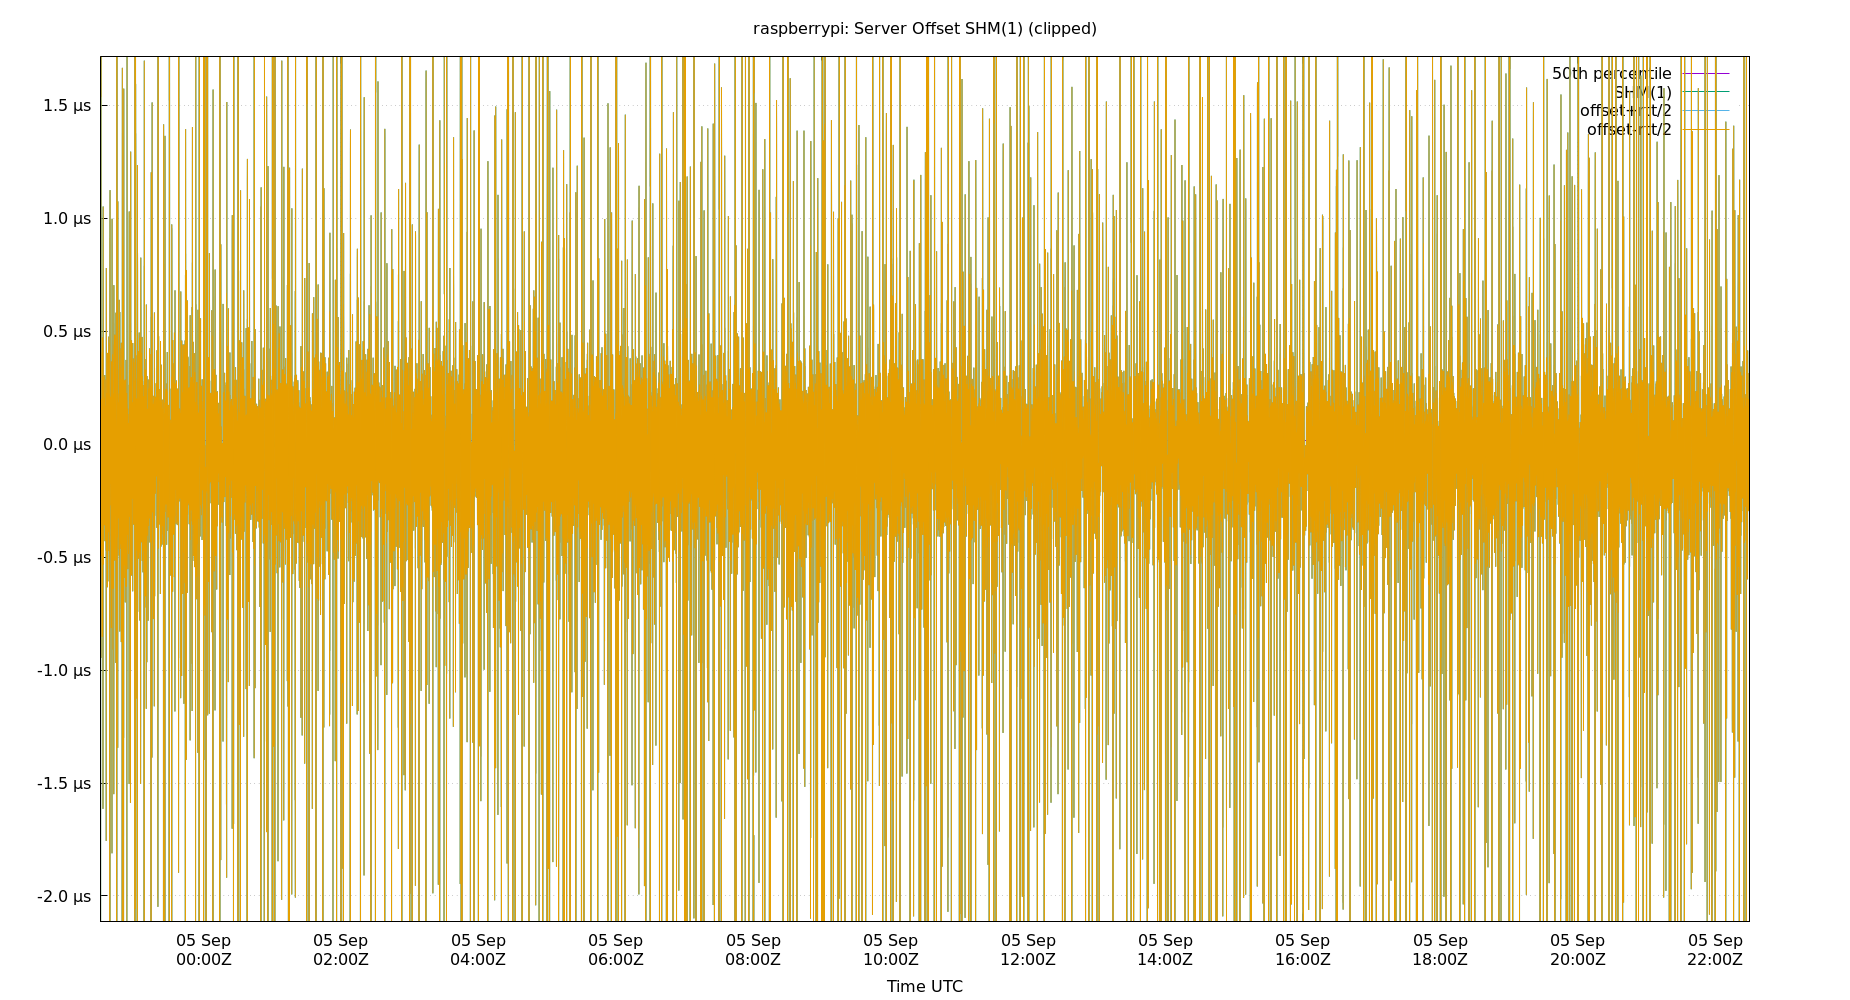 raspberrypi: Server Offset SHM(1) (clipped)
50th percentile
SHM(1)
offset+rtt/2
offset-rtt/2
1.5 µs
1.0 µs
0.5 µs
0.0 µs
-0.5 µs
-1.0 µs
-1.5 µs
-2.0 µs
05 Sep 05 Sep 05 Sep 05 Sep 05 Sep 05 Sep 05 Sep 05 Sep 05 Sep 05 Sep 05 Sep 05 Sep
00:00Z 02:00Z 04:00Z 06:00Z 08:00Z 10:00Z 12:00Z 14:00Z 16:00Z 18:00Z 20:00Z 22:00Z
Time UTC